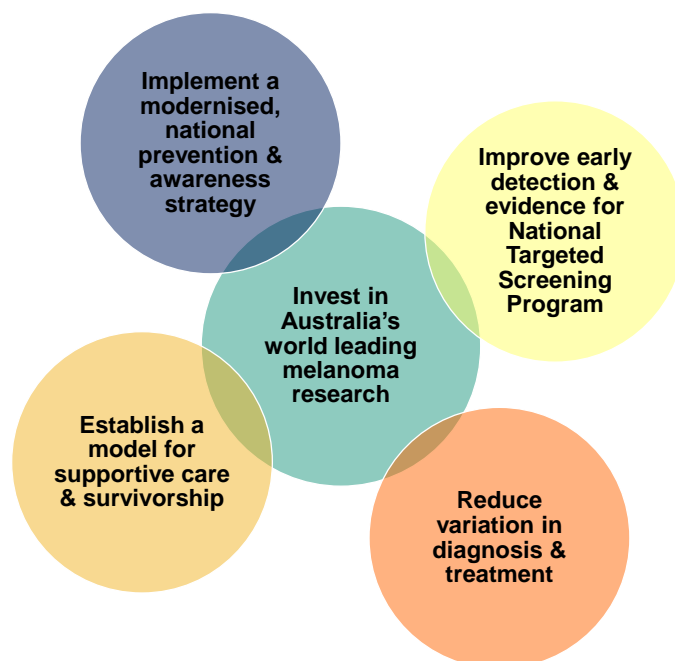 Implement a
modernised,
national
prevention &
awareness
strategy
Improve early
detection &
evidence for
National
Targeted
Screening
Program
Invest in
Australia’s
world leading
melanoma
research
Establish a
model for
supportive care
& survivorship
Reduce
variation in
diagnosis &
treatment